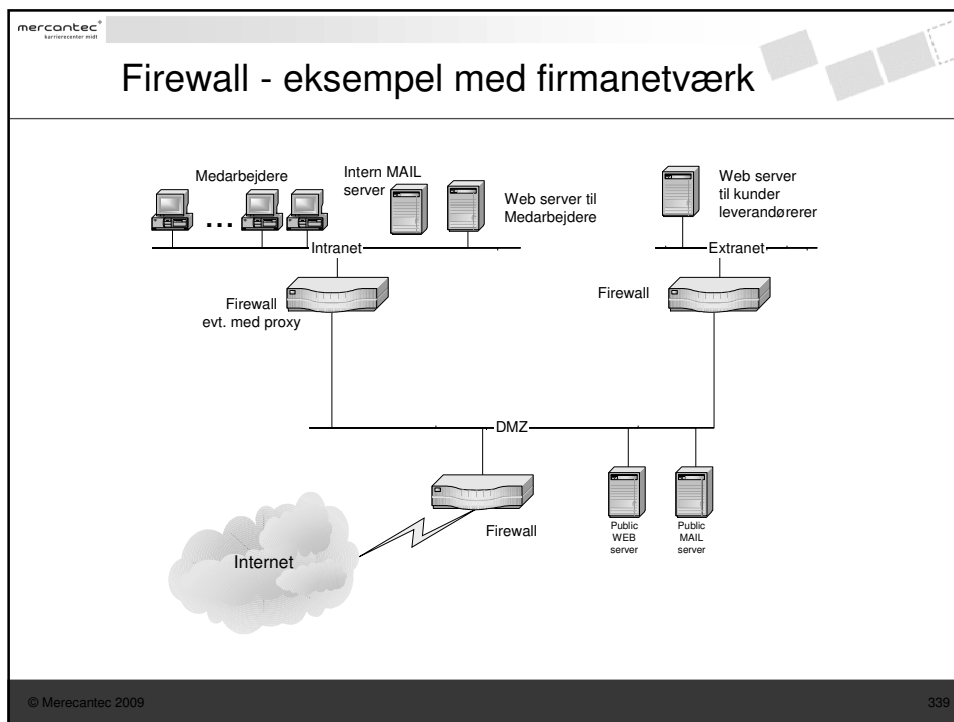 mercantec+
karrierecenter midt
Firewall - eksempel med firmanetværk
Medarbejdere
Intern MAIL
server
Web server til
Medarbejdere
Web server
til kunder
leverandørerer
...
Intranet
Extranet
Firewall
evt. med proxy
Firewall
DMZ
Firewall
Public
WEB
server
Public
MAIL
server
Internet
© Merecantec 2009
339